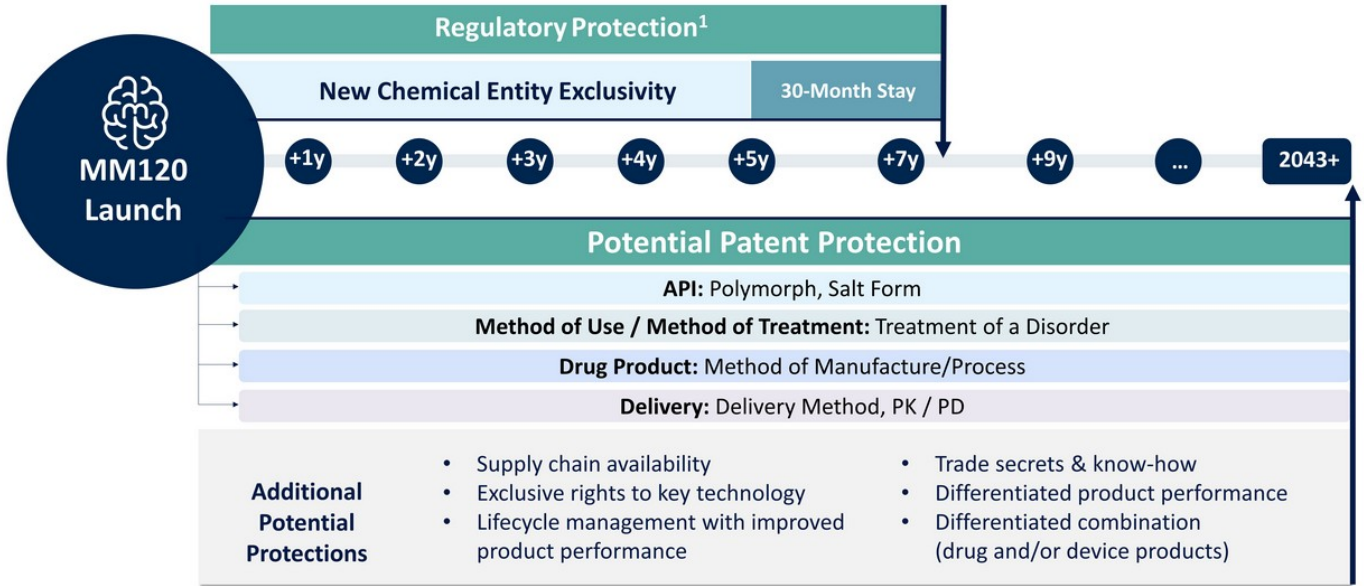 Regulatory Protection1
New Chemical Entity Exclusivity
30-Month Stay
MM120
Launch
+1y
+2y
+3y
+4y
+5y
+7y
+9y
...
2043+
Potential Patent Protection
API: Polymorph, Salt Form
Method of Use / Method of Treatment: Treatment of a Disorder
Drug Product: Method of Manufacture/Process
Delivery: Delivery Method, PK / PD
Additional
Potential
Protections
• Supply chain availability
• Exclusive rights to key technology
• Lifecycle management with improved
product performance
• Trade secrets & know-how
• Differentiated product performance
• Differentiated combination
(drug and/or device products)